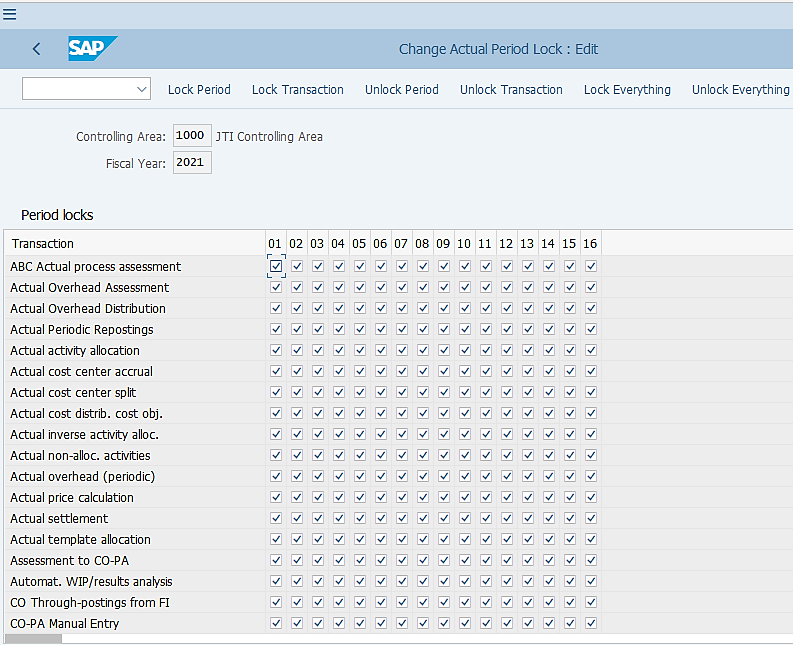 SAP
Change Actual Period Lock : Edit
Lock Period Lock Transaction Unlock Period Unlock Transaction Lock Everything Unlock Everything
Controlling Area: 1000 JTI Controlling Area
Fiscal Year: 2021
Period locks
Transaction 01 02 03 04 05 06 07 08 09 10 11 12 13 14 15 16
ABC Actual process assessment
Actual Overhead Assessment
Actual Overhead Distribution
Actual Periodic Repostings
Actual activity allocation
Actual cost center accrual
Actual cost center split
Actual cost distrib. cost obj.
Actual inverse activity alloc.
Actual non-alloc. activities
Actual overhead (periodic)
Actual price calculation
Actual settlement
Actual template allocation
Assessment to CO-PA
Automat. WIP/results analysis
CO Through-postings from FI
CO-PA Manual Entry